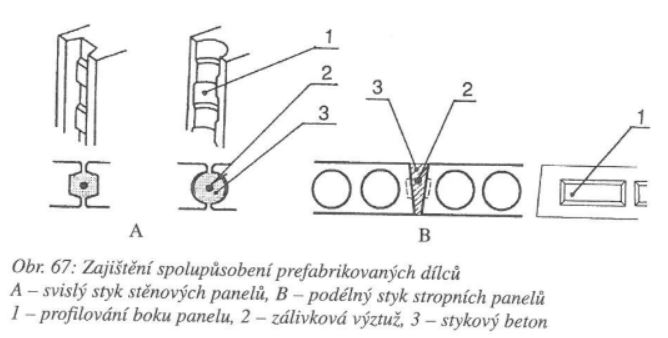 1
2
3
3
2
1
A
B
Obr. 67: Zajištění spolupůsobení prefabrikovaných dílců
A – svislý styk stěnových panelů, B – podélný styk stropních panelů
1 – profilování boku panelu, 2 – zálivková výztuž, 3 – stykový beton